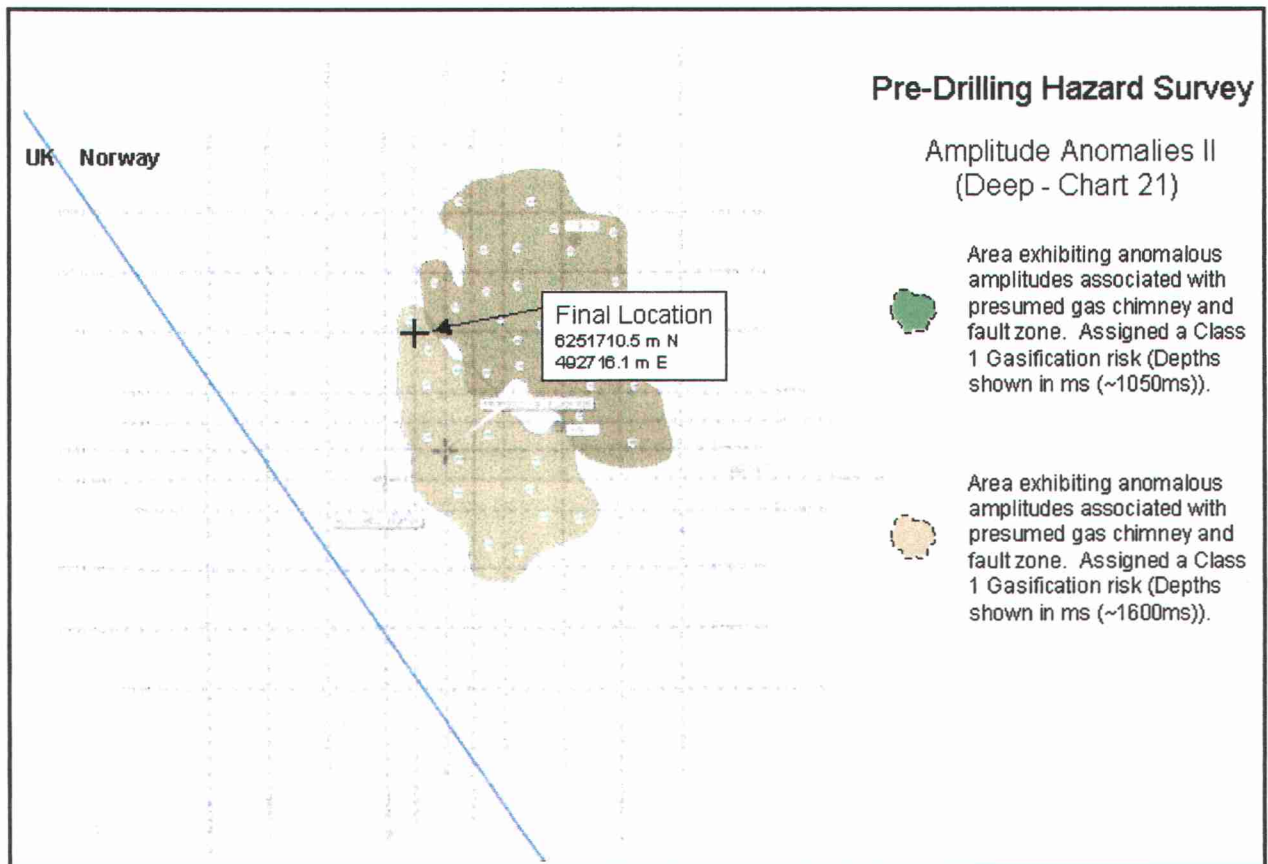 Pre-Drilling Hazard Survey
Amplitude Anomalies II
(Deep - Chart 21)
UK Norway
Final Location
6251710.5 m N
492716.1 m E
Area exhibiting anomalous
amplitudes associated with
presumed gas chimney and
fault zone. Assigned a Class
1 Gasification risk (Depths
shown in ms (~1050ms)).
Area exhibiting anomalous
amplitudes associated with
presumed gas chimney and
fault zone. Assigned a Class
1 Gasification risk (Depths
shown in ms (~1600ms)).